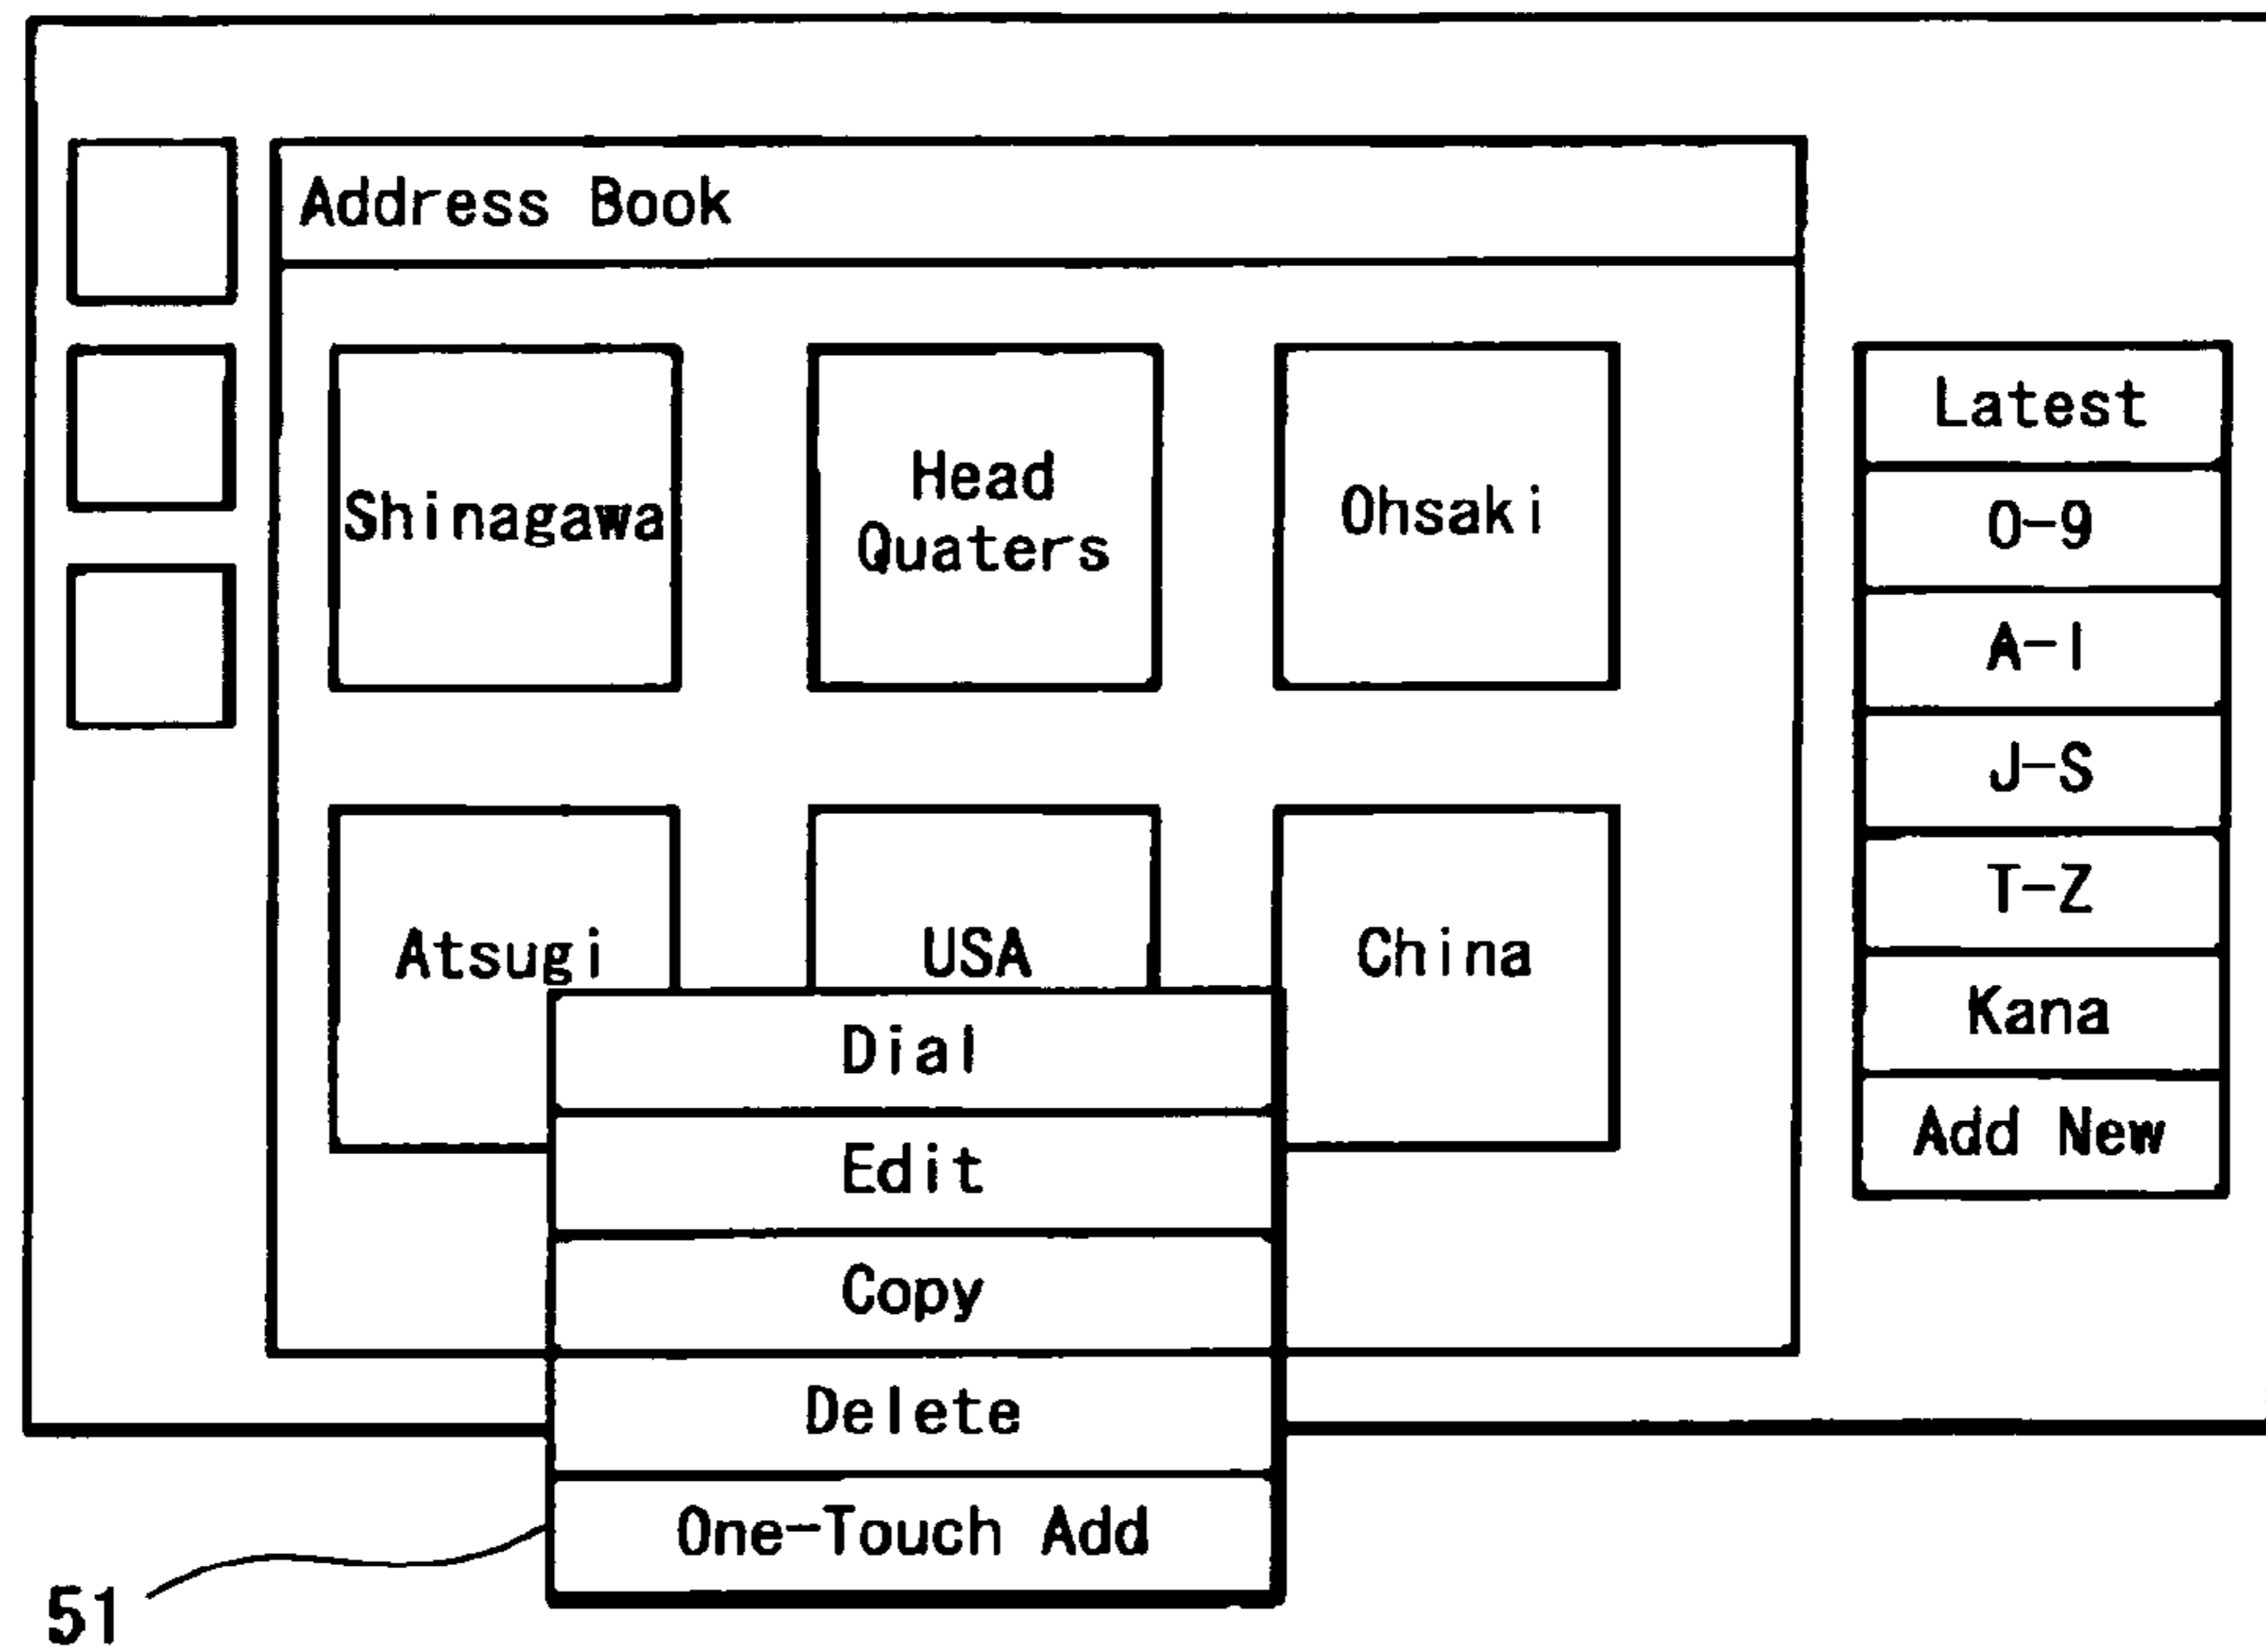 Address Book
Shinagawa
Head
Quaters
Ohsaki
Atsugi
USA
China
Dial
Edit
Copy
Delete
One-Touch Add
Latest
0-9
A-I
J-S
T-Z
Kana
Add New
51